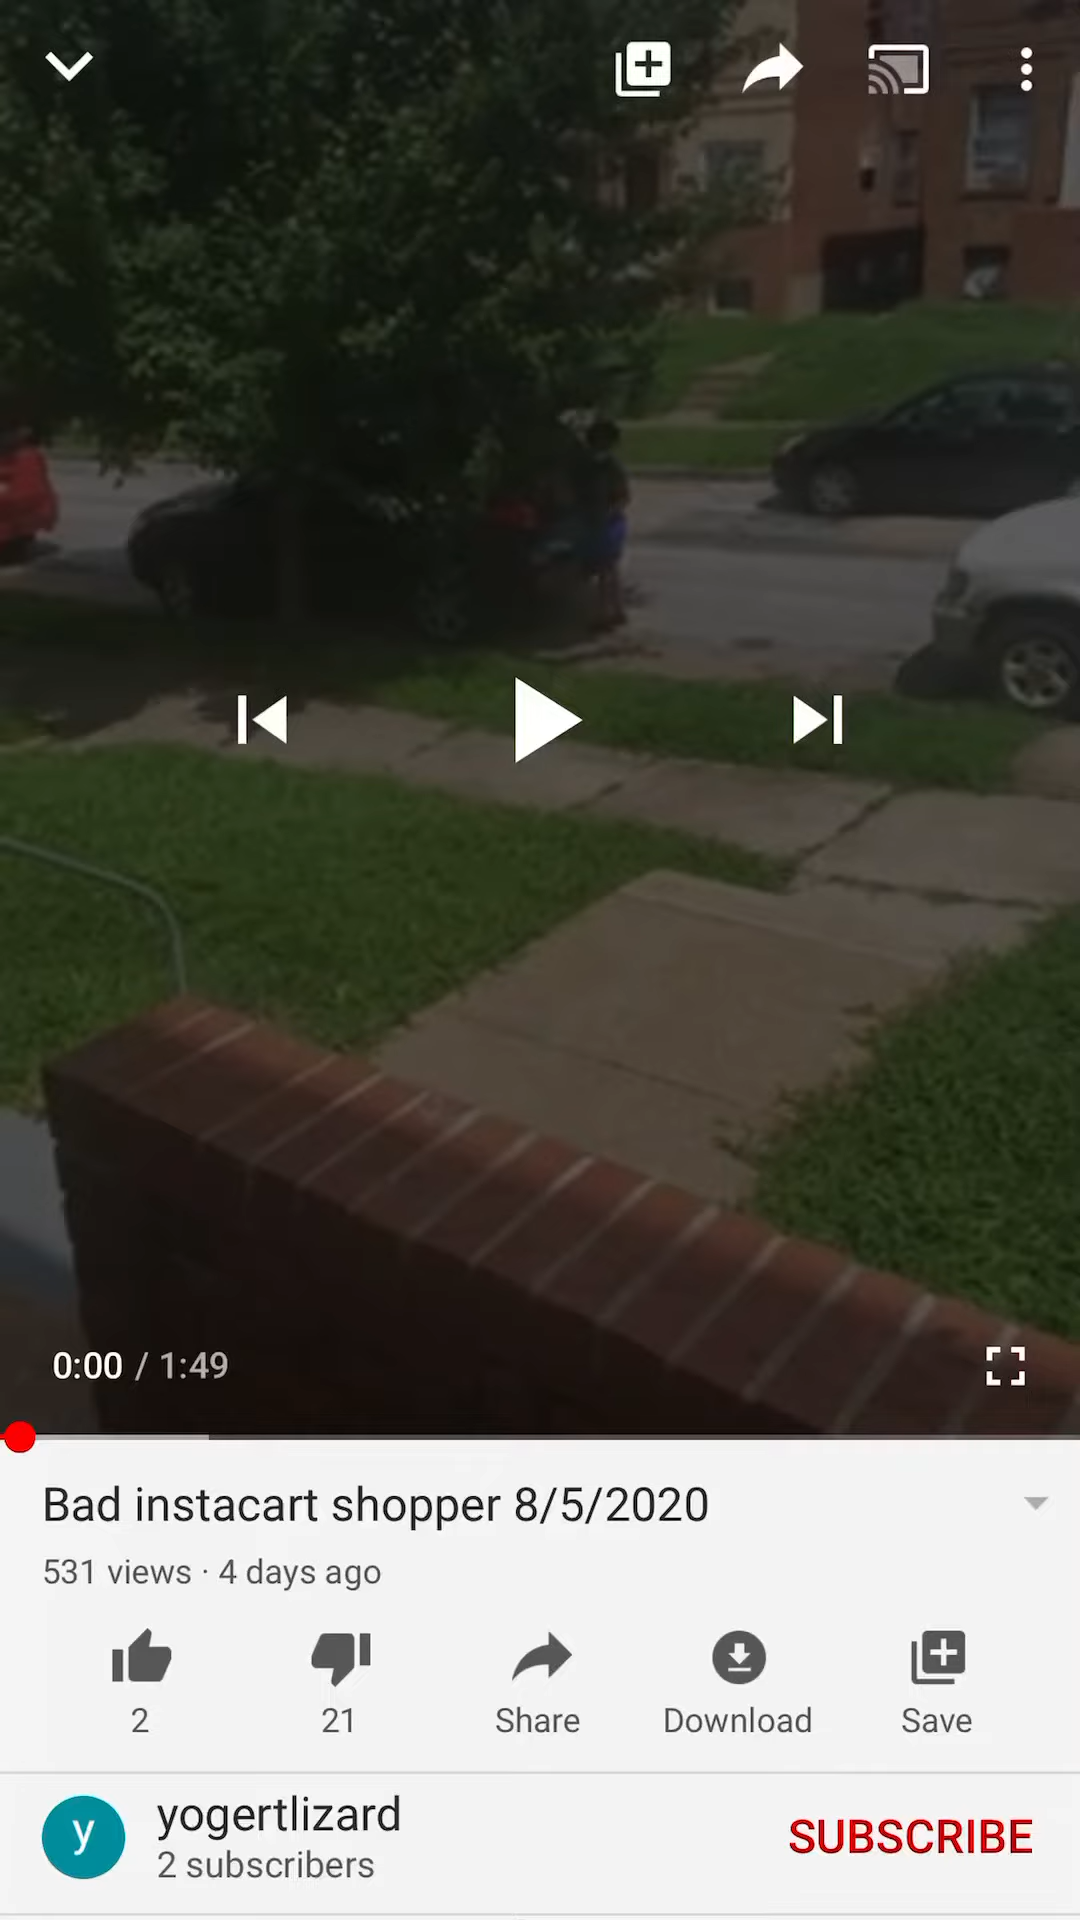 0:00 / 1:49
Bad instacart shopper 8/5/2020
531 views · 4 days ago
2
21
Share
Download
Save
y
yogertlizard
2 subscribers
SUBSCRIBE